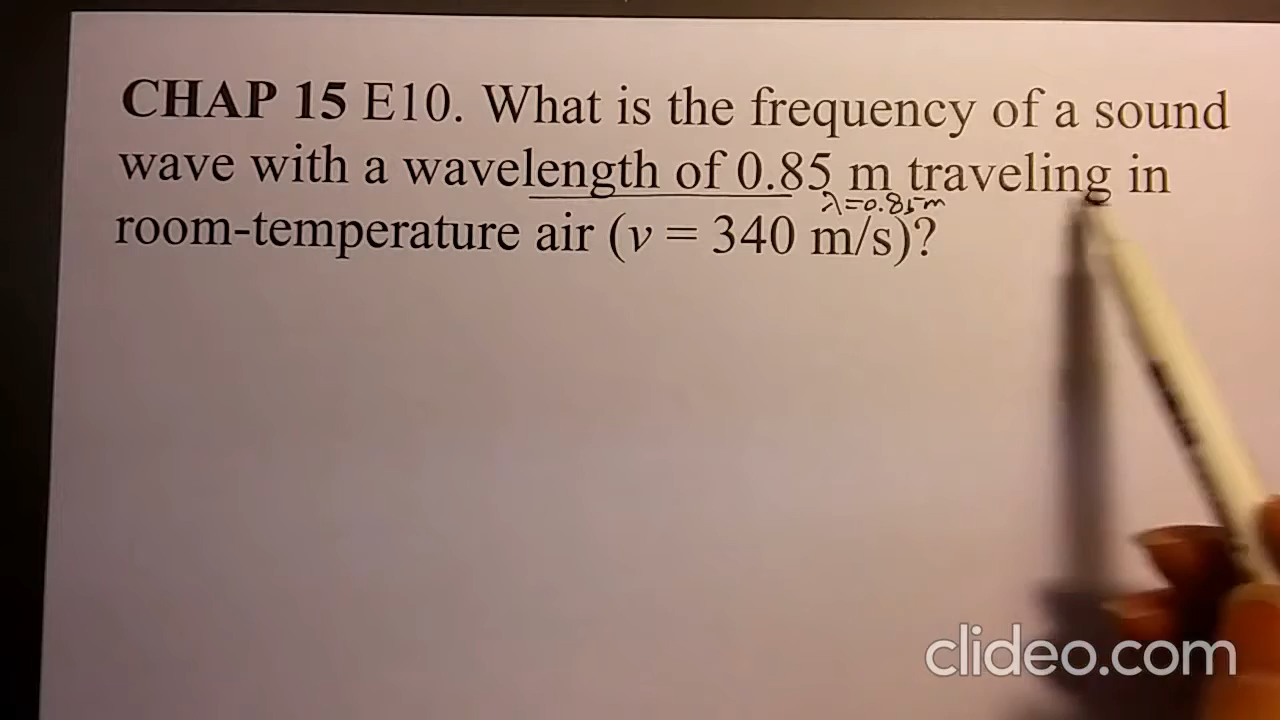 CHAP 15 E10. What is the frequency of a sound
wave with a wavelength of 0.85 m traveling in
λ=0.85m
room-temperature air (v = 340 m/s)?
clideo.com